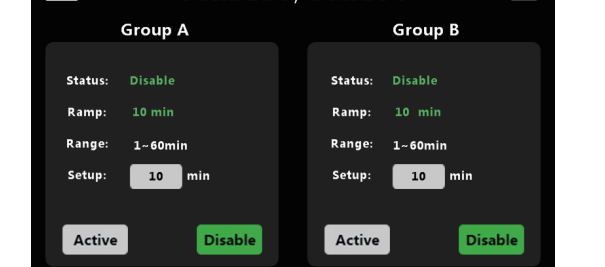 Group A
Status: Disable
Ramp: 10 min
Range: 1~60min
Setup: 10 min
Active Disable
Group B
Status: Disable
Ramp: 10 min
Range: 1~60min
Setup: 10 min
Active Disable